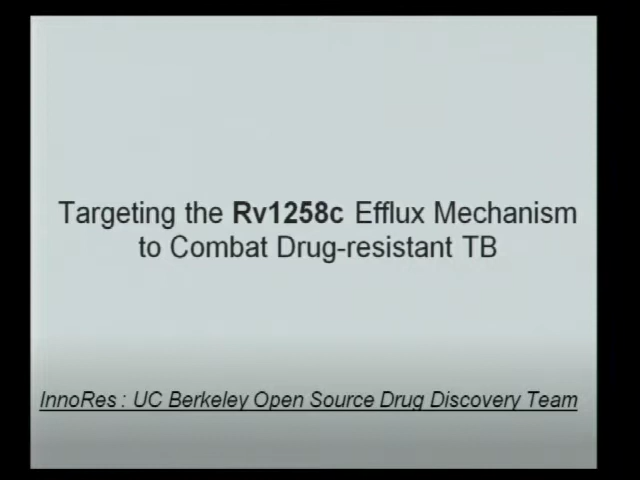 Targeting the Rv1258c Efflux Mechanism
to Combat Drug-resistant TB
InnoRes : UC Berkeley Open Source Drug Discovery Team